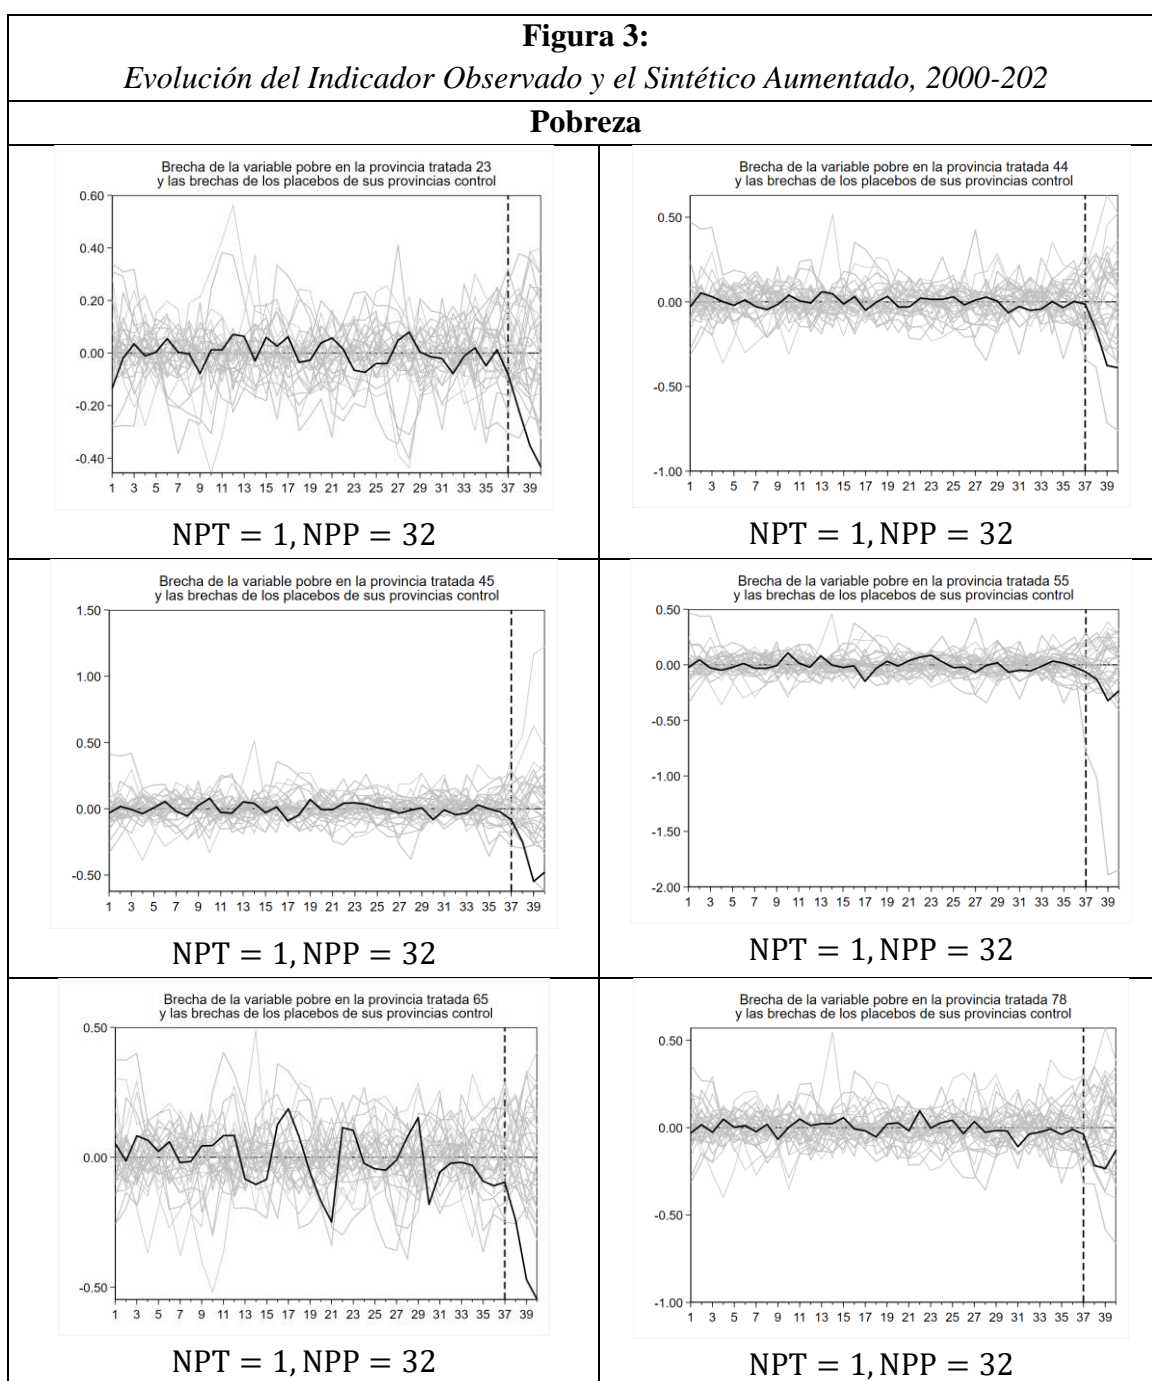 Figura 3:
Evolución del Indicador Observado y el Sintético Aumentado, 2000-202
Pobreza
Brecha de la variable pobre en la provincia tratada 23
y las brechas de los placebos de sus provincias control
0.60
0.40
0.20
0.00
-0.20
-0.40
1 3 5 7 9 11 13 15 17 19 21 23 25 27 29 31 33 35 37 39
NPT = 1, NPP = 32
Brecha de la variable pobre en la provincia tratada 44
y las brechas de los placebos de sus provincias control
0.50
0.00
-0.50
-1.00
1 3 5 7 9 11 13 15 17 19 21 23 25 27 29 31 33 35 37 39
NPT = 1, NPP = 32
Brecha de la variable pobre en la provincia tratada 45
y las brechas de los placebos de sus provincias control
1.50
1.00
0.50
0.00
-0.50
1 3 5 7 9 11 13 15 17 19 21 23 25 27 29 31 33 35 37 39
NPT = 1, NPP = 32
Brecha de la variable pobre en la provincia tratada 55
y las brechas de los placebos de sus provincias control
0.50
0.00
-0.50
-1.00
-1.50
-2.00
1 3 5 7 9 11 13 15 17 19 21 23 25 27 29 31 33 35 37 39
NPT = 1, NPP = 32
Brecha de la variable pobre en la provincia tratada 65
y las brechas de los placebos de sus provincias control
0.50
0.00
-0.50
1 3 5 7 9 11 13 15 17 19 21 23 25 27 29 31 33 35 37 39
NPT = 1, NPP = 32
Brecha de la variable pobre en la provincia tratada 78
y las brechas de los placebos de sus provincias control
0.50
0.00
-0.50
-1.00
1 3 5 7 9 11 13 15 17 19 21 23 25 27 29 31 33 35 37 39
NPT = 1, NPP = 32